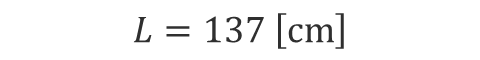 L = 137 [cm]